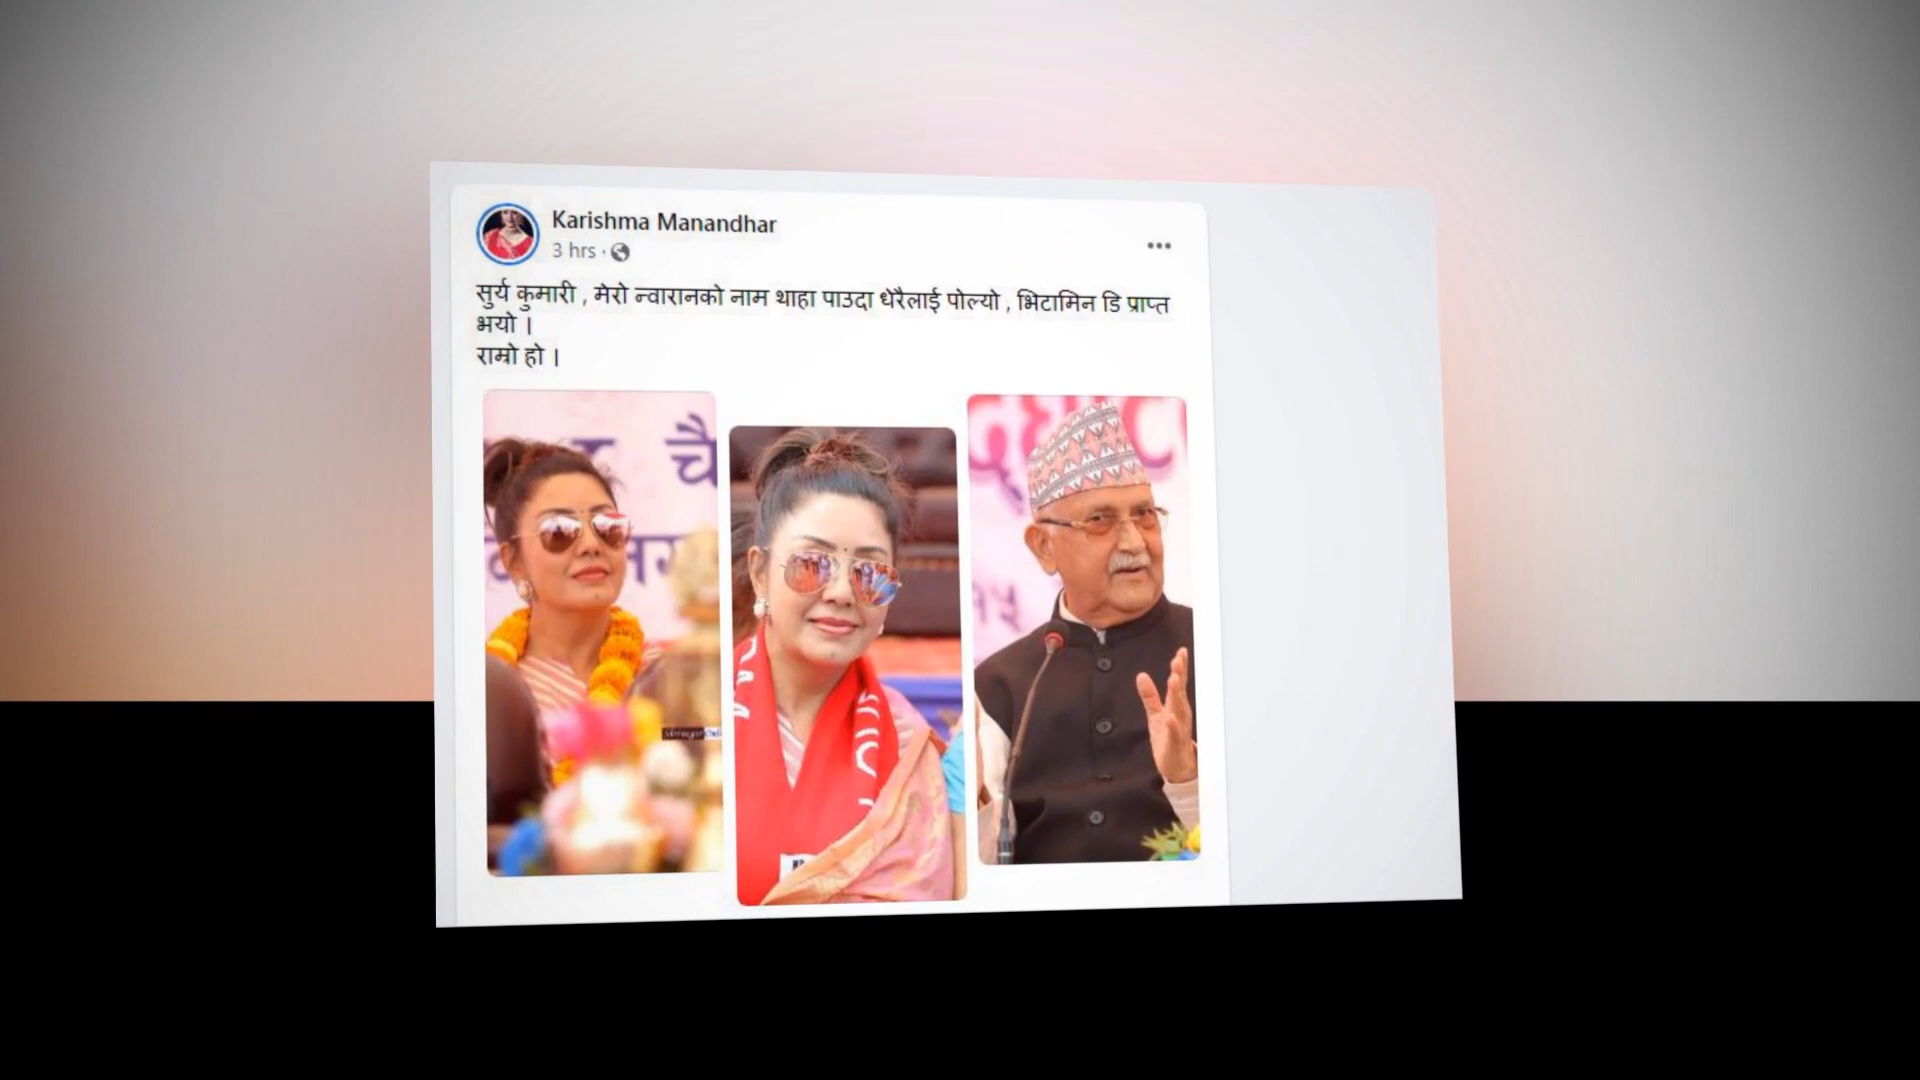 Karishma Manandhar
3 hrs ·
सुर्य कुमारी , मेरो न्वारानको नाम थाहा पाउदा धेरैलाई पोल्यो , भिटामिन डि प्राप्त
भयो ।
राम्रो हो ।
चै